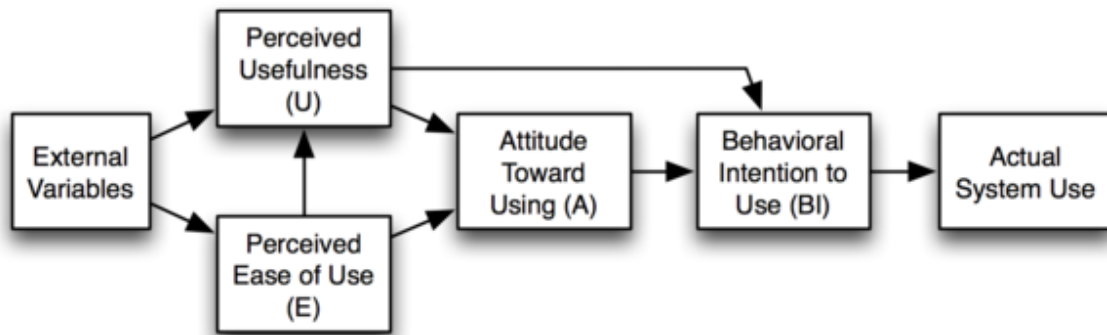 External
Variables
Perceived
Usefulness
(U)
Perceived
Ease of Use
(E)
Attitude
Toward
Using (A)
Behavioral
Intention to
Use (BI)
Actual
System Use